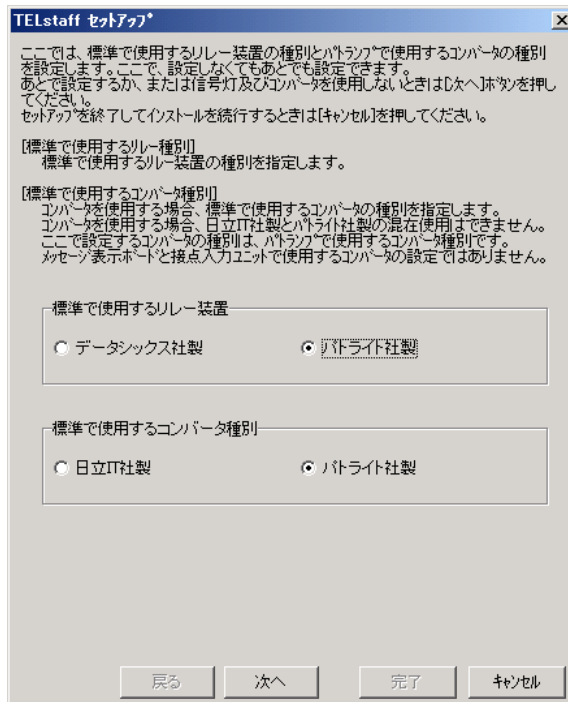 TELstaff ｾｯﾄｱｯﾌﾟ
ここでは、標準で使用するリレー装置の種別とﾊﾟﾄﾗﾝﾌﾟで使用するｺﾝﾊﾞｰﾀの種別
を設定します。ここで、設定しなくてもあとでも設定できます。
あとで設定するか、または信号灯及びｺﾝﾊﾞｰﾀを使用しないときは[次へ]ﾎﾞﾀﾝを押し
てください。
ｾｯﾄｱｯﾌﾟを終了してインストールを続行するときは[ｷｬﾝｾﾙ]を押してください。
[標準で使用するﾘﾚｰ種別]
標準で使用するﾘﾚｰ装置の種別を指定します。
[標準で使用するｺﾝﾊﾞｰﾀ種別]
ｺﾝﾊﾞｰﾀを使用する場合、標準で使用するｺﾝﾊﾞｰﾀの種別を指定します。
ｺﾝﾊﾞｰﾀを使用する場合、日立IT社製とﾊﾟﾄﾗｲﾄ社製の混在使用はできません。
ここで設定するｺﾝﾊﾞｰﾀの種別は、ﾊﾟﾄﾗﾝﾌﾟで使用するｺﾝﾊﾞｰﾀ種別です。
ﾒｯｾｰｼﾞ表示ﾎﾞｰﾄﾞと接点入力ﾕﾆｯﾄで使用するｺﾝﾊﾞｰﾀの設定ではありません。
標準で使用するリレー装置
データシックス社製 パトライト社製
標準で使用するコンバータ種別
日立IT社製 パトライト社製
戻る 次へ 完了 ｷｬﾝｾﾙ